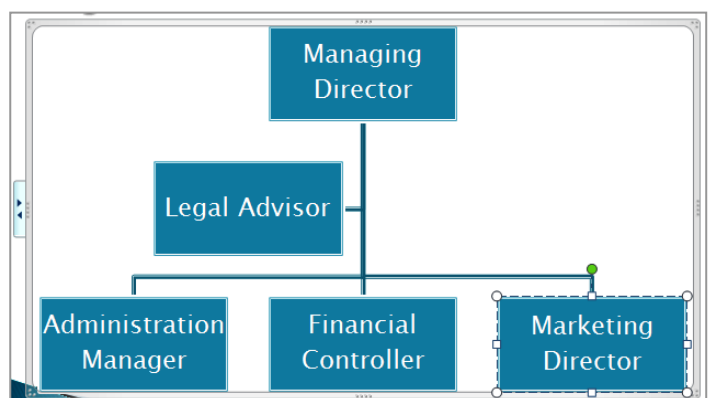 Managing
Director
Legal Advisor
Administration
Manager
Financial
Controller
Marketing
Director